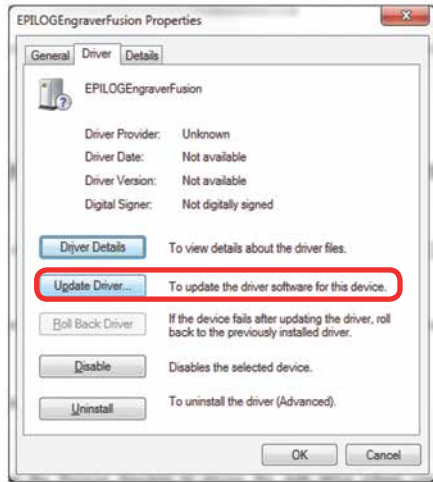 EPILOGEngraverFusion Properties
General Driver Details
EPILOGEngraverFusion
Driver Provider: Unknown
Driver Date: Not available
Driver Version: Not available
Digital Signer: Not digitally signed
Driver Details To view details about the driver files.
Update Driver... To update the driver software for this device.
Roll Back Driver If the device fails after updating the driver, roll
back to the previously installed driver.
Disable Disables the selected device.
Uninstall To uninstall the driver (Advanced).
OK Cancel